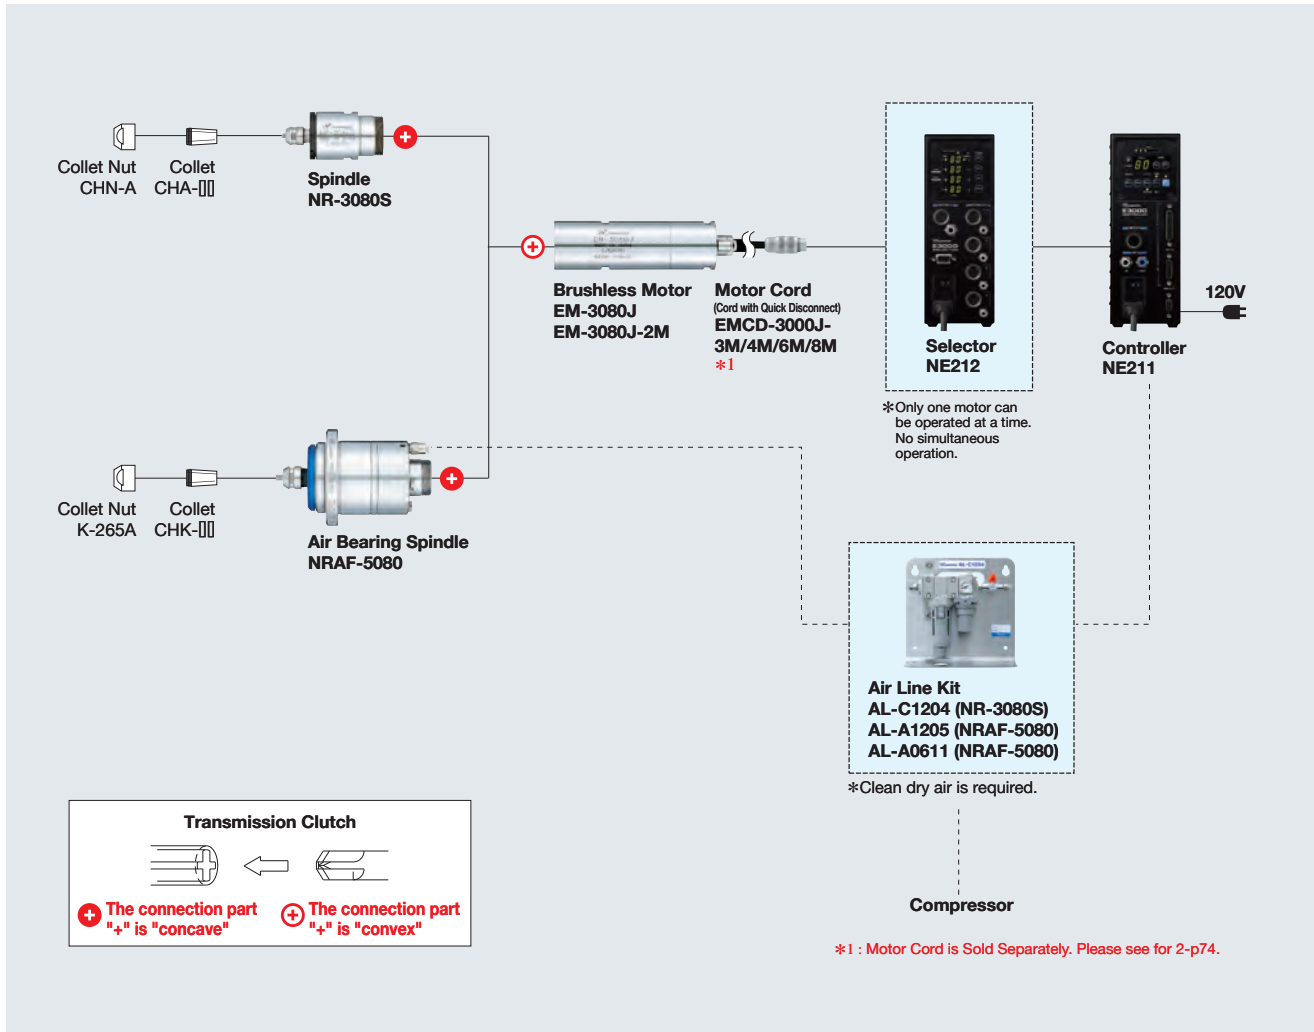 Collet Nut
CHN-A
Collet
CHA-▯▯
Spindle
NR-3080S
Brushless Motor
EM-3080J
EM-3080J-2M
Motor Cord
(Cord with Quick Disconnect)
EMCD-3000J-
3M/4M/6M/8M
*1
E3000
Selector
NE212
*Only one motor can
be operated at a time.
No simultaneous
operation.
80
E3000
Controller
NE211
120V
Collet Nut
K-265A
Collet
CHK-▯▯
Air Bearing Spindle
NRAF-5080
AL-C1204
Air Line Kit
AL-C1204 (NR-3080S)
AL-A1205 (NRAF-5080)
AL-A0611 (NRAF-5080)
*Clean dry air is required.
Compressor
Transmission Clutch
The connection part
"+" is "concave"
The connection part
"+" is "convex"
*1 : Motor Cord is Sold Separately. Please see for 2-p74.